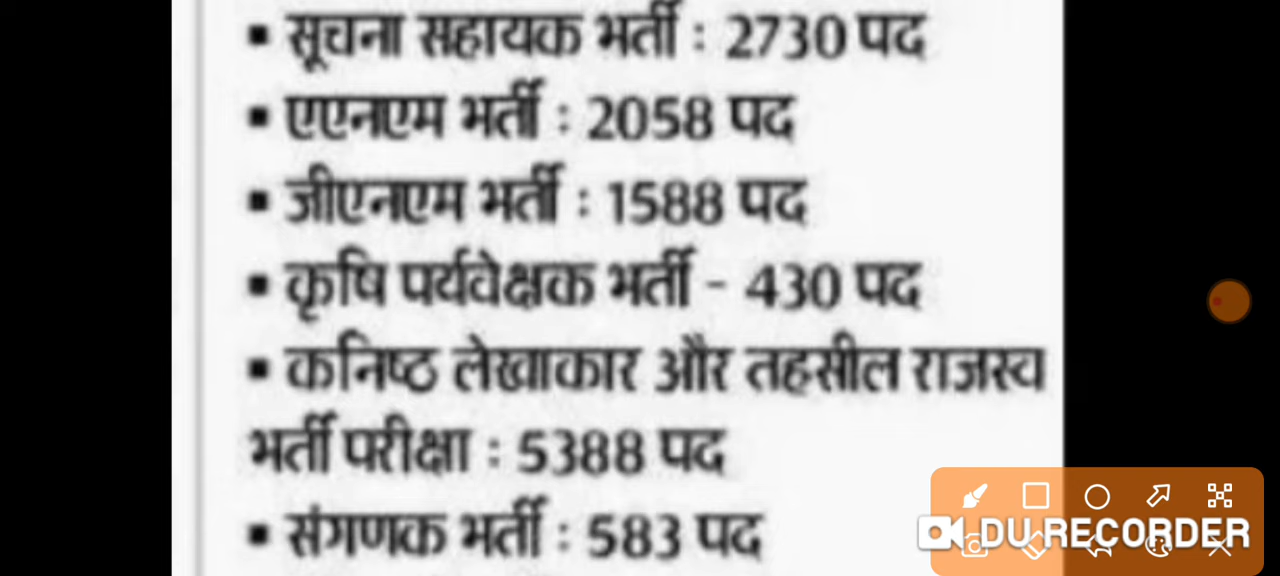 ▪ सूचना सहायक भर्ती : 2730 पद
▪ एएनएम भर्ती : 2058 पद
▪ जीएनएम भर्ती : 1588 पद
▪ कृषि पर्यवेक्षक भर्ती - 430 पद
▪ कनिष्ठ लेखाकार और तहसील राजस्व
भर्ती परीक्षा : 5388 पद
▪ संगणक भर्ती : 583 पद
DU RECORDER